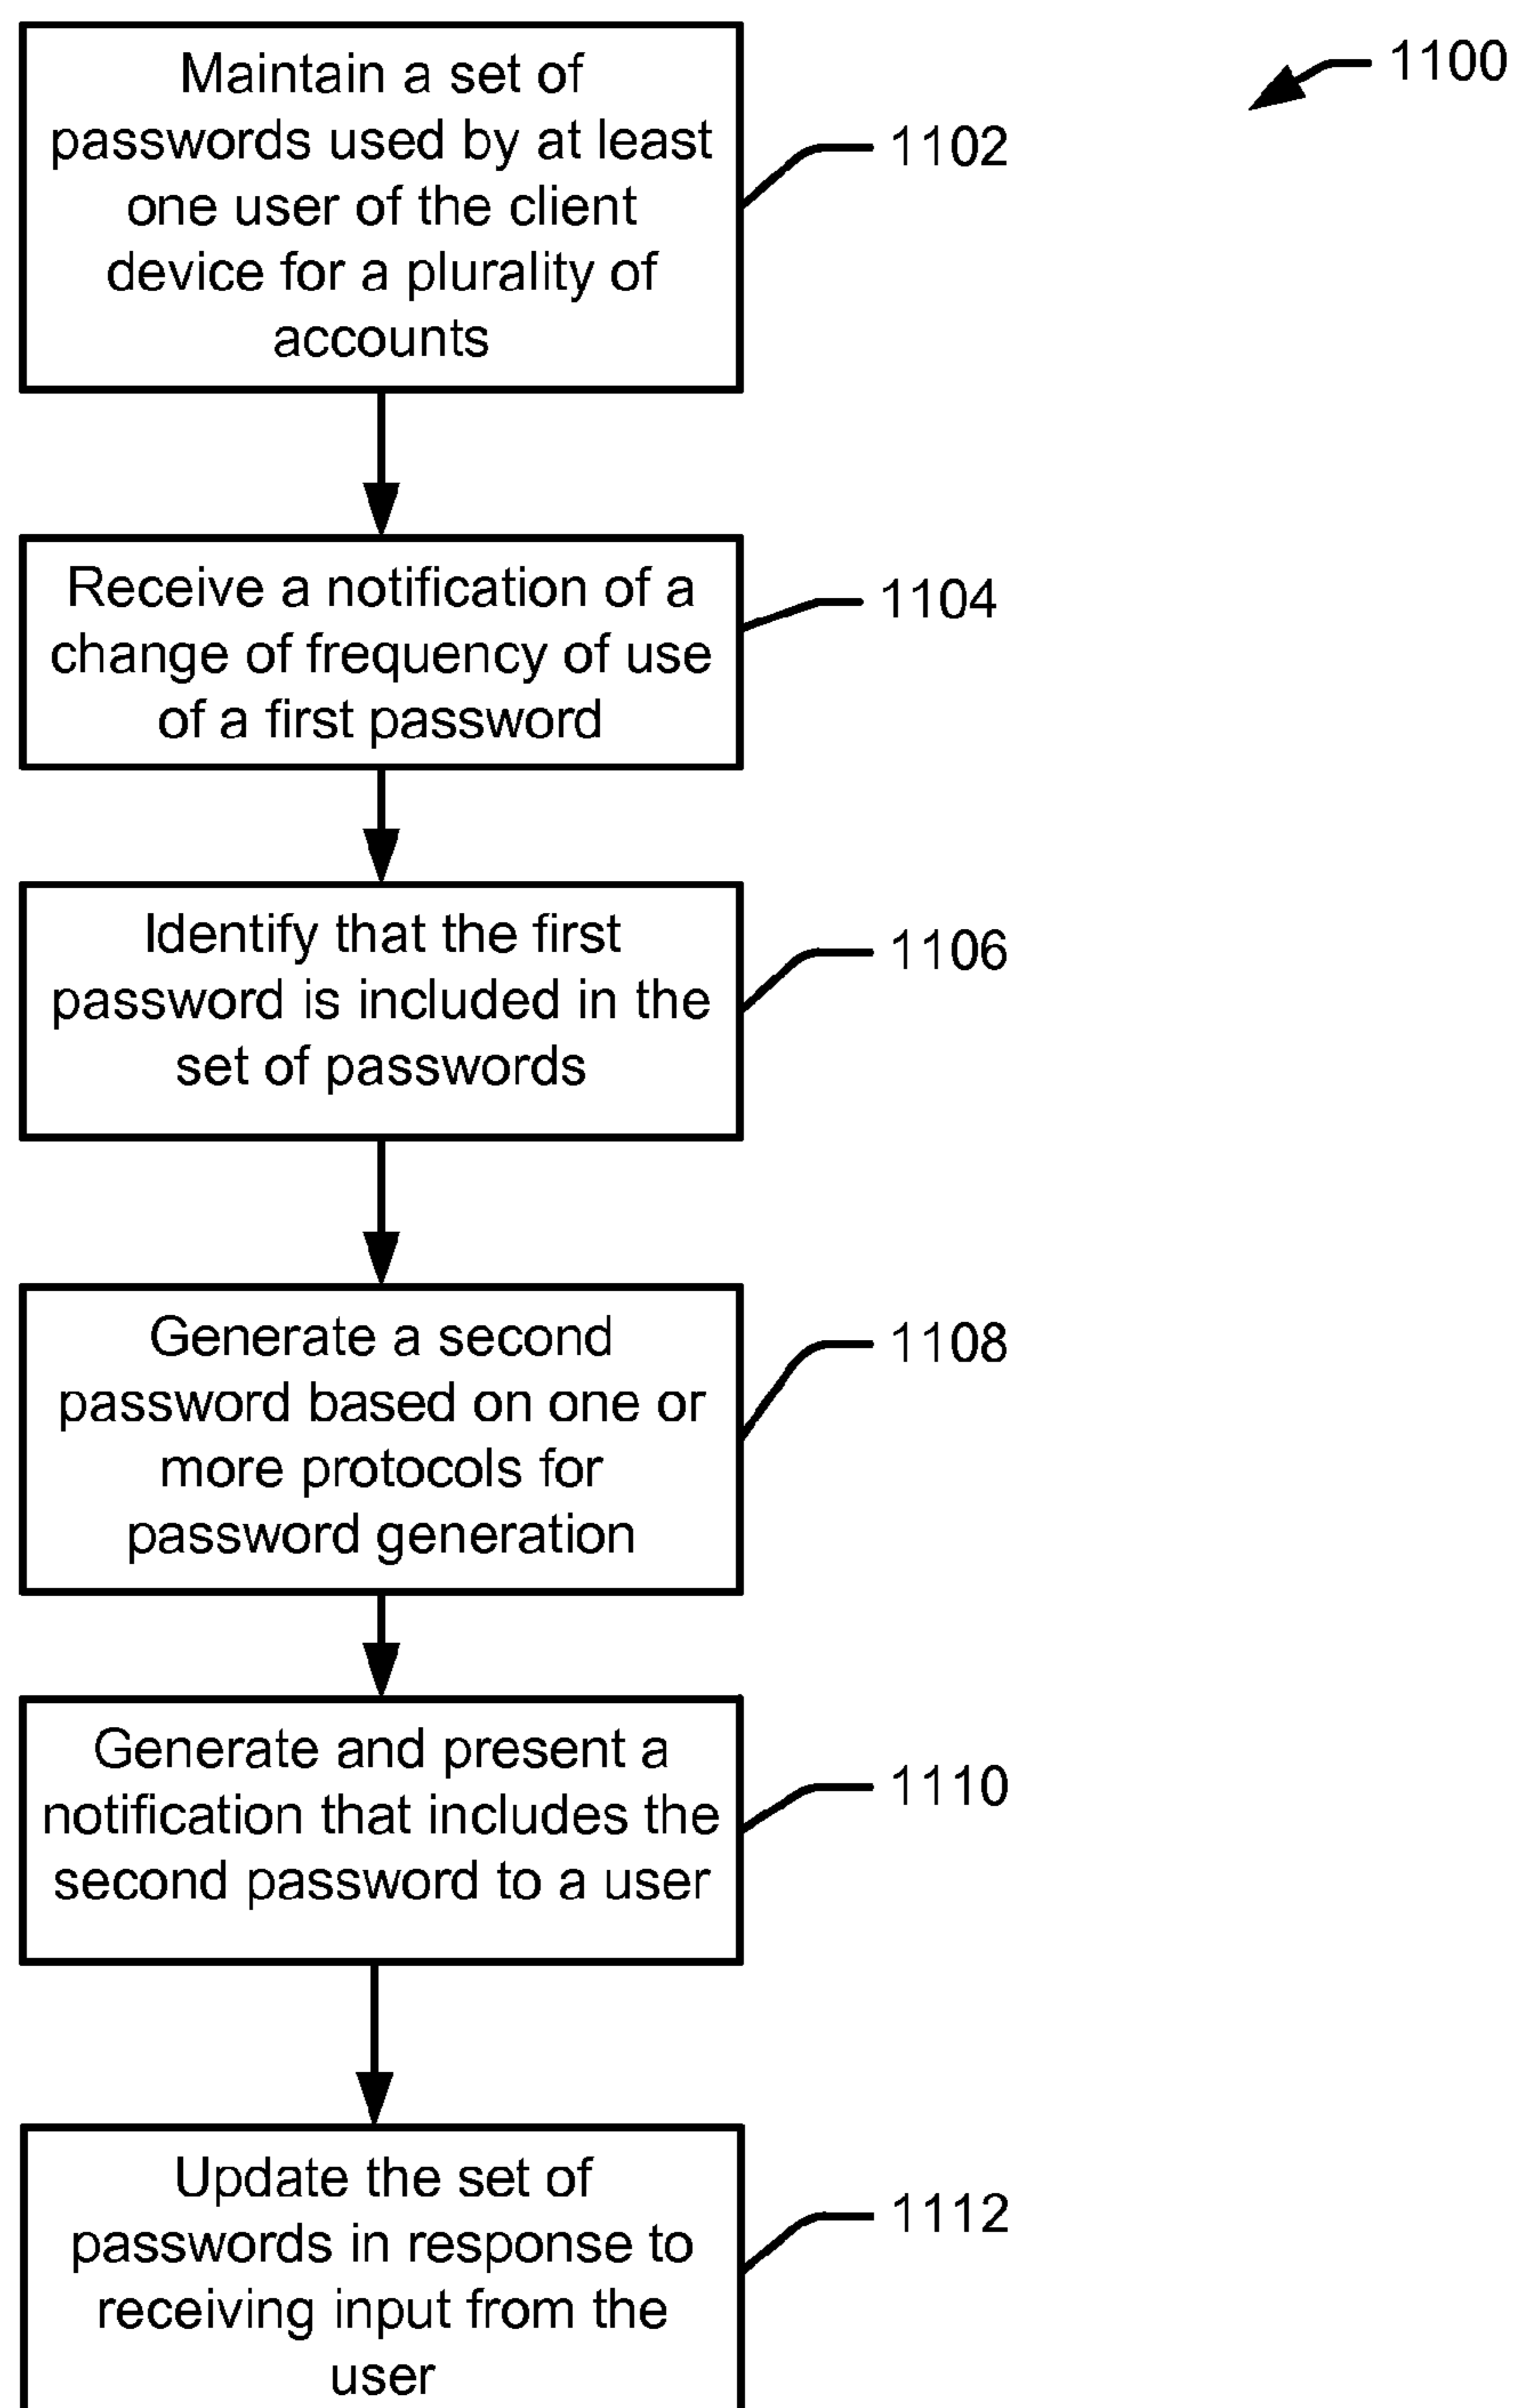 1100
Maintain a set of
passwords used by at least
one user of the client
device for a plurality of
accounts
1102
Receive a notification of a
change of frequency of use
of a first password
1104
Identify that the first
password is included in the
set of passwords
1106
Generate a second
password based on one or
more protocols for
password generation
1108
Generate and present a
notification that includes the
second password to a user
1110
Update the set of
passwords in response to
receiving input from the
user
1112